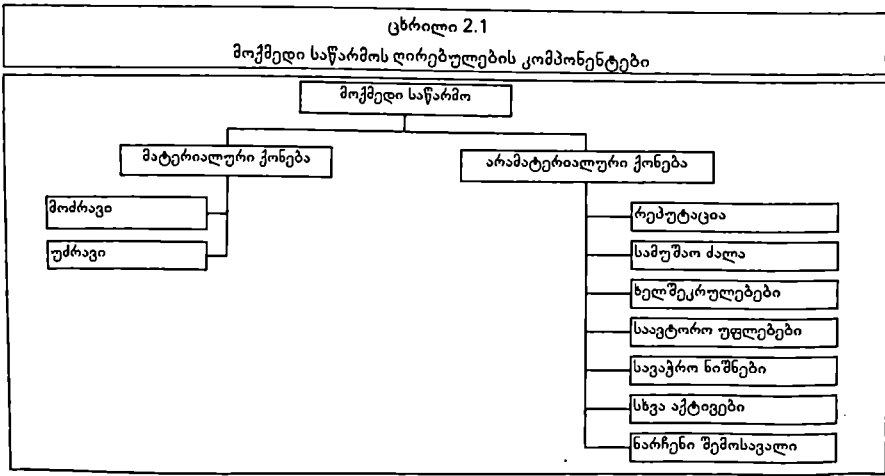 ცხრილი 2.1
მოქმედი საწარმოს ღირებულების კომპონენტები
მოქმედი საწარმო
მატერიალური ქონება
არამატერიალური ქონება
მოძრავი
უძრავი
რეპუტაცია
სამუშაო ძალა
ხელშეკრულებები
საავტორო უფლებები
სავაჭრო ნიშნები
სხვა აქტივები
ნარჩენი შემოსავალი